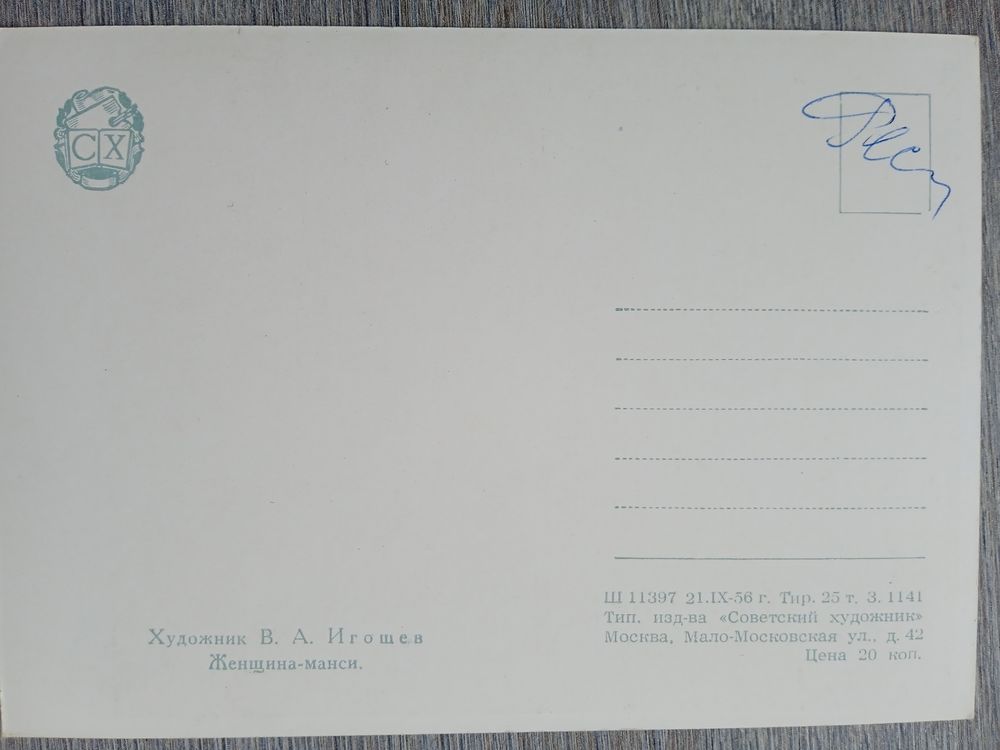 СХ
Художник В. А. Игошев
Женщина-манси.
Ш 11397 21.IX-56 г. Тир. 25 т. З. 1141
Тип. изд-ва «Советский художник»
Москва, Мало-Московская ул., д. 42
Цена 20 коп.